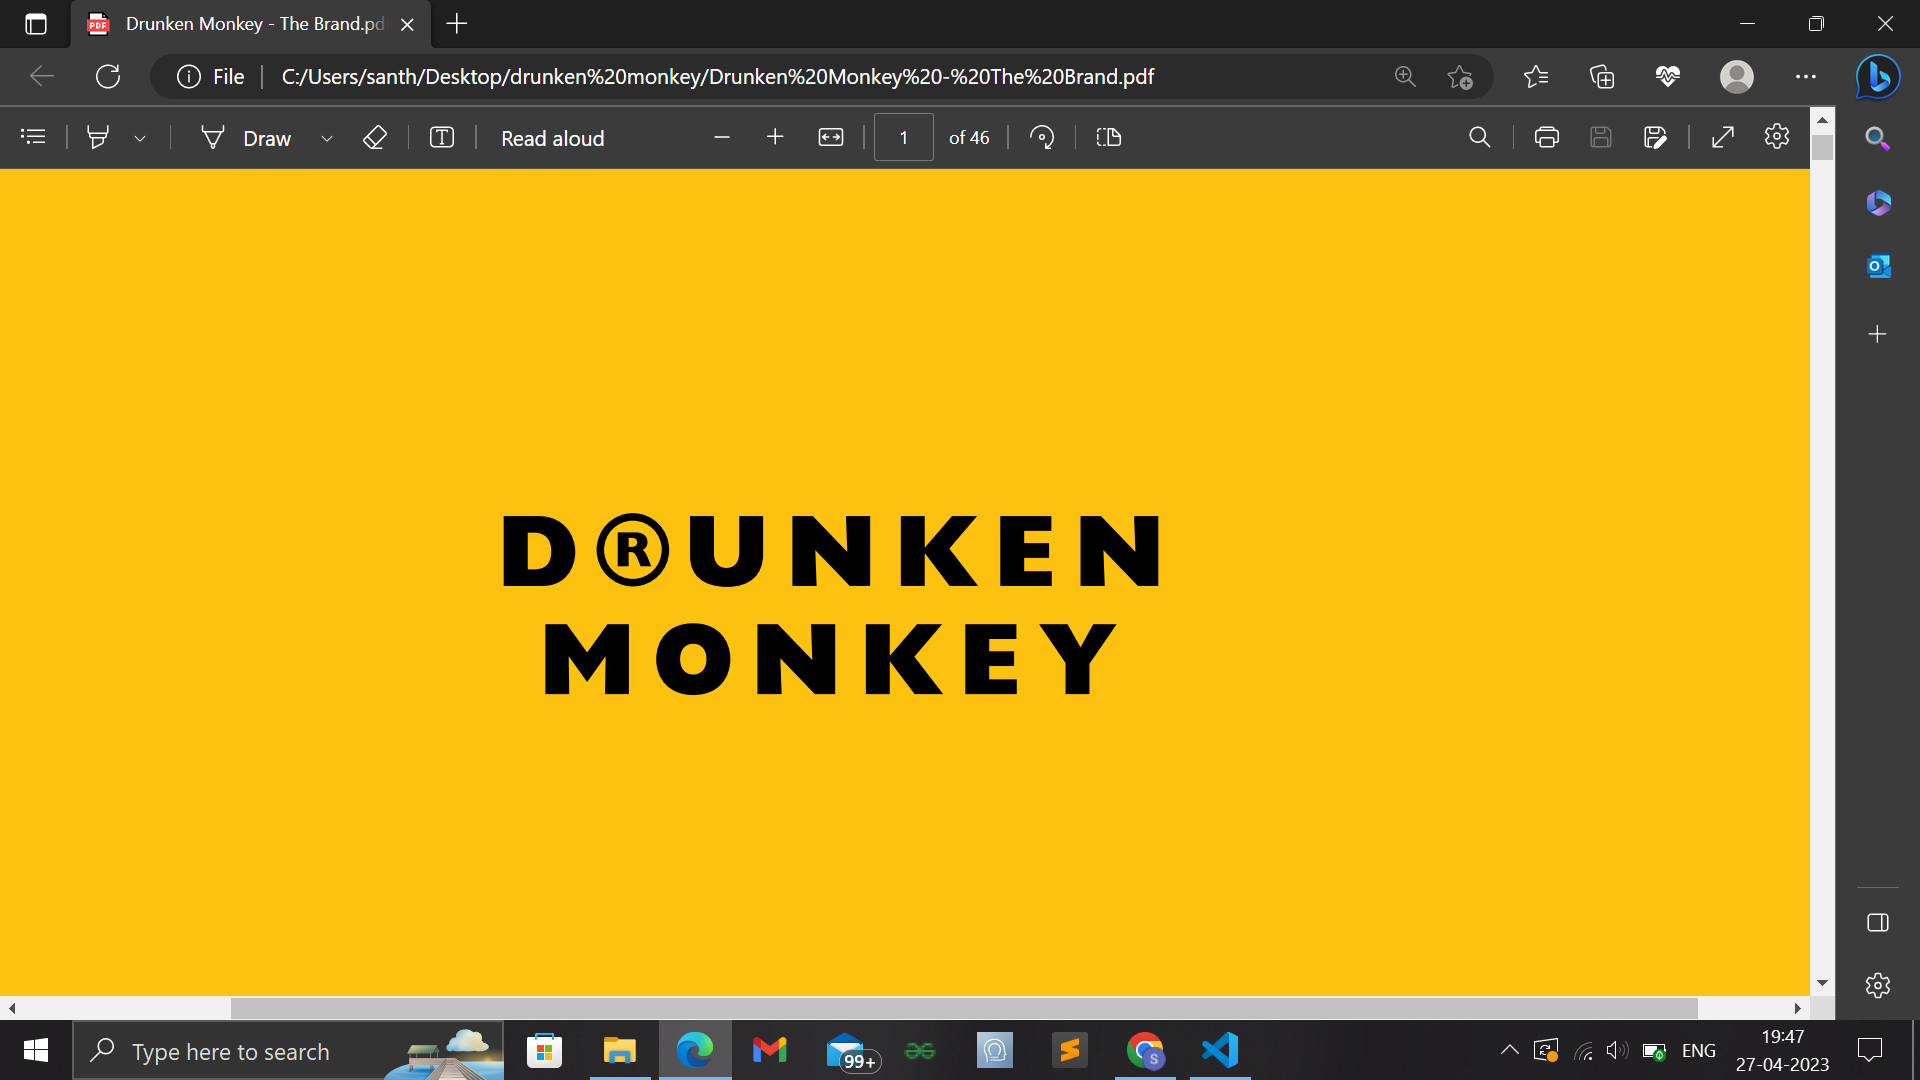 Drunken Monkey - The Brand.pd
File
C:/Users/santh/Desktop/drunken%20monkey/Drunken%20Monkey%20-%20The%20Brand.pdf
Draw
Read aloud
1
of 46
D®UNKEN
MONKEY
Type here to search
99+
S
ENG
19:47
27-04-2023